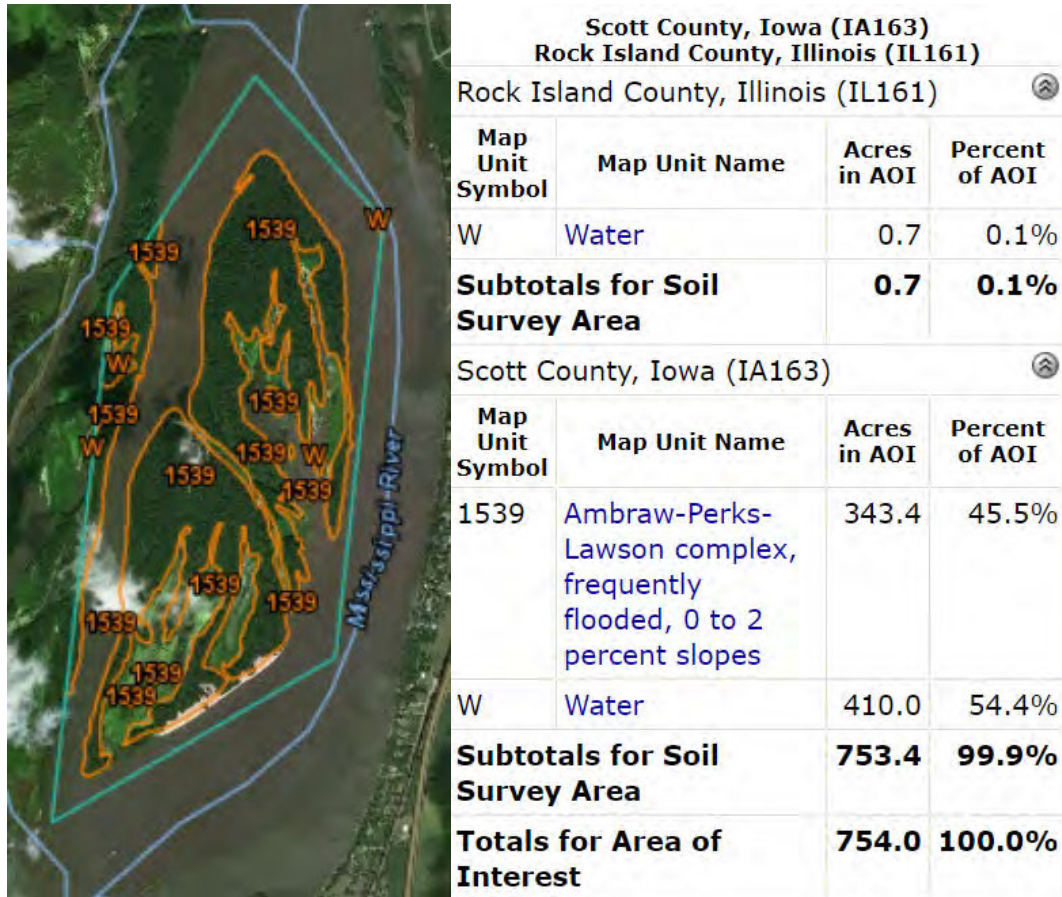 W
1539
1539
1539
W
1539
1539
W
1539
W
1539
1539
1539
1539
1539
1539
1539
Mississippi River
Scott County, Iowa (IA163)
Rock Island County, Illinois (IL161)
Rock Island County, Illinois (IL161)
Map Unit Symbol Map Unit Name Acres in AOI Percent of AOI
W Water 0.7 0.1%
Subtotals for Soil Survey Area 0.7 0.1%
Scott County, Iowa (IA163)
Map Unit Symbol Map Unit Name Acres in AOI Percent of AOI
1539 Ambraw-Perks- 343.4 45.5%
Lawson complex,
frequently
flooded, 0 to 2
percent slopes
W Water 410.0 54.4%
Subtotals for Soil Survey Area 753.4 99.9%
Totals for Area of Interest 754.0 100.0%